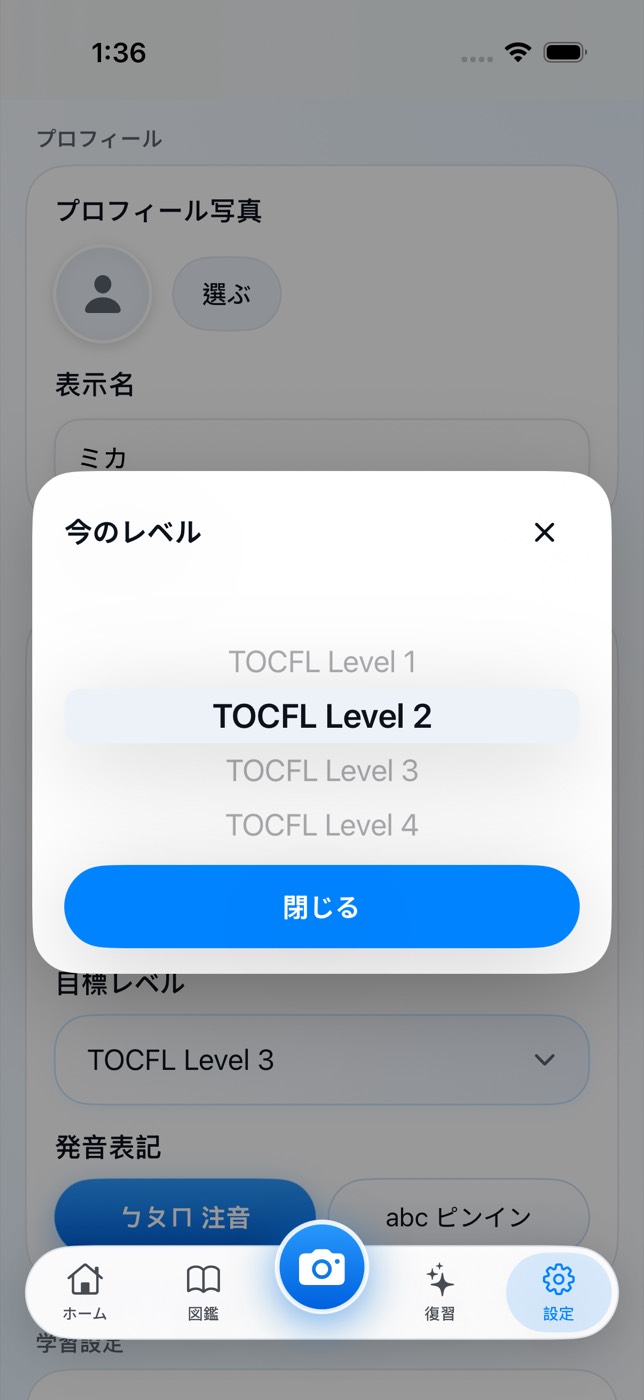 1:36
プロフィール
プロフィール写真
選ぶ
表示名
ミカ
今のレベル
TOCFL Level 1
TOCFL Level 2
TOCFL Level 3
TOCFL Level 4
閉じる
目標レベル
TOCFL Level 3
発音表記
ㄅㄆㄇ 注音
abc ピンイン
ホーム
図鑑
復習
設定
学習設定